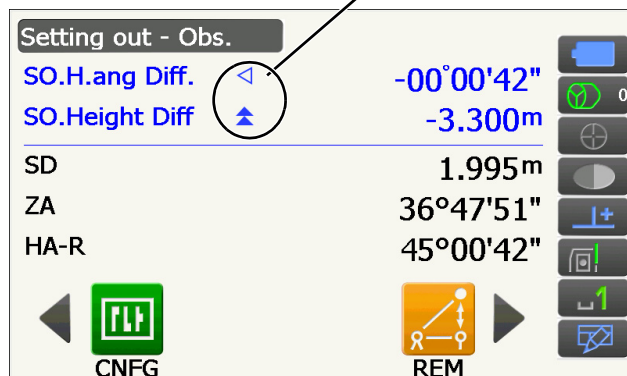 Setting out - Obs.
SO.H.ang Diff. -00°00'42"
SO.Height Diff -3.300m
SD 1.995m
ZA 36°47'51"
HA-R 45°00'42"
CNFG REM
0
1